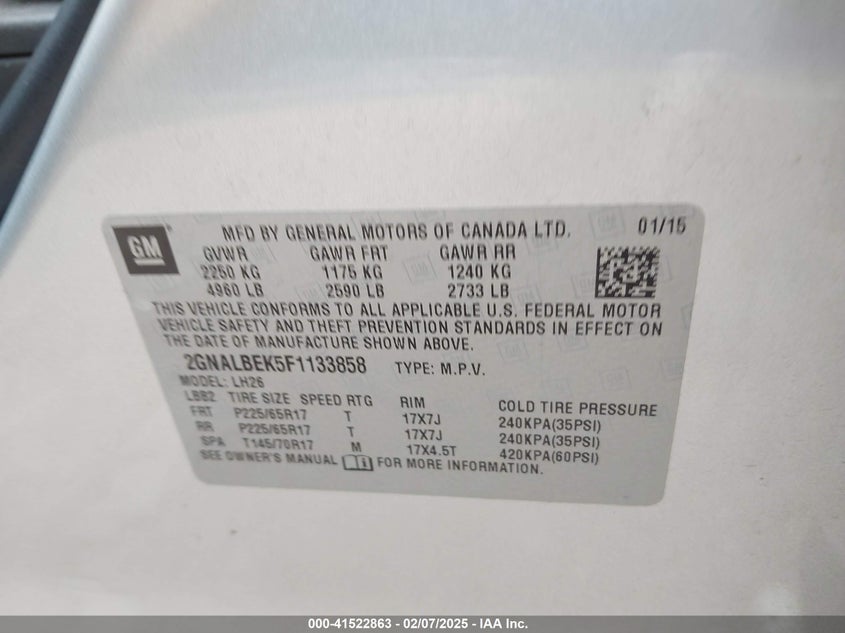 GM
MFD BY GENERAL MOTORS OF CANADA LTD. 01/15
GVWR GAWR FRT GAWR RR
2250 KG 1175 KG 1240 KG
4960 LB 2590 LB 2733 LB
THIS VEHICLE CONFORMS TO ALL APPLICABLE U.S. FEDERAL MOTOR
VEHICLE SAFETY AND THEFT PREVENTION STANDARDS IN EFFECT ON
THE DATE OF MANUFACTURE SHOWN ABOVE.
2GNALBEK5F1133858 TYPE: M.P.V.
MODEL: LH26
LBB2 TIRE SIZE SPEED RTG RIM COLD TIRE PRESSURE
FRT P225/65R17 T 17X7J 240KPA(35PSI)
RR P225/65R17 T 17X7J 240KPA(35PSI)
SPA T145/70R17 M 17X4.5T 420KPA(60PSI)
SEE OWNER'S MANUAL FOR MORE INFORMATION.
000-41522863 - 02/07/2025 - IAA Inc.